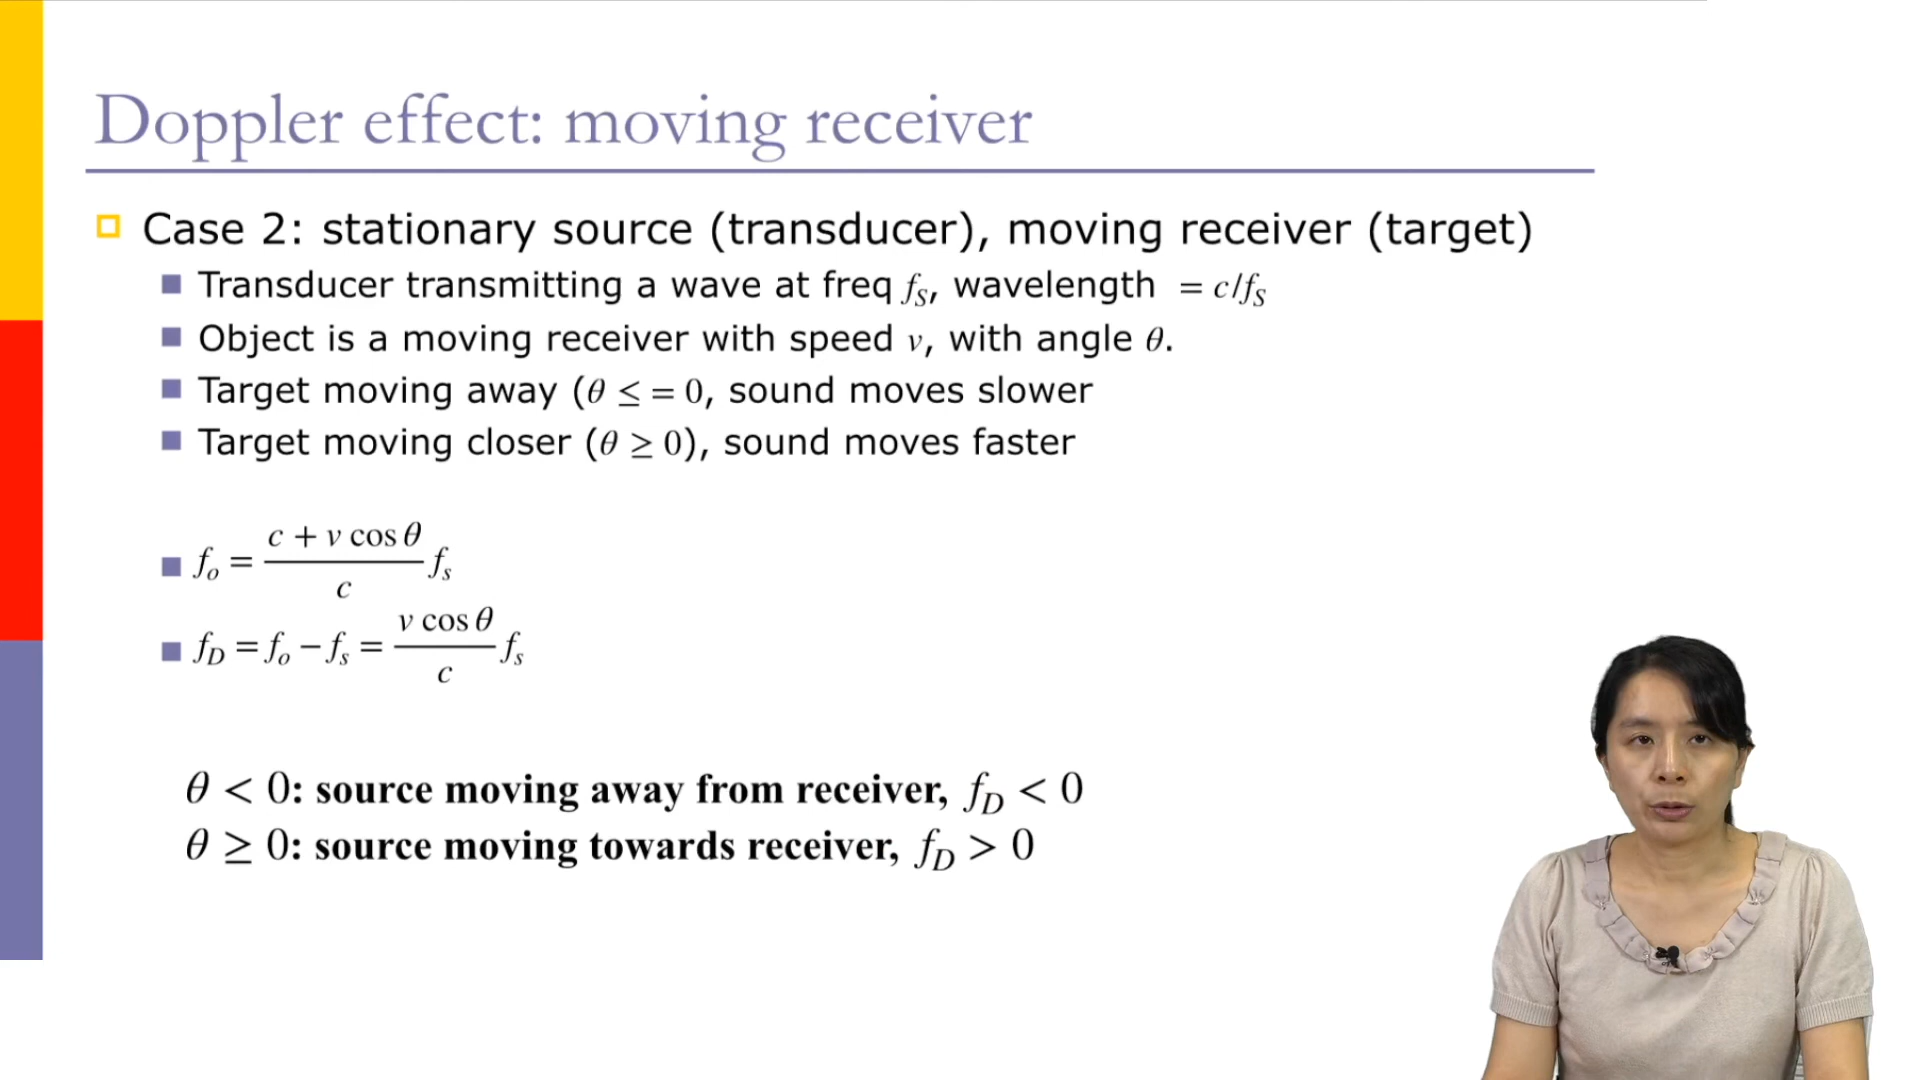 Doppler effect: moving receiver
Case 2: stationary source (transducer), moving receiver (target)
Transducer transmitting a wave at freq f_S, wavelength = c/f_S
Object is a moving receiver with speed v, with angle θ.
Target moving away (θ ≤ = 0, sound moves slower
Target moving closer (θ ≥ 0), sound moves faster
f_o = (c + v cos θ)/c f_s
f_D = f_o − f_s = (v cos θ)/c f_s
θ < 0: source moving away from receiver, f_D < 0
θ ≥ 0: source moving towards receiver, f_D > 0